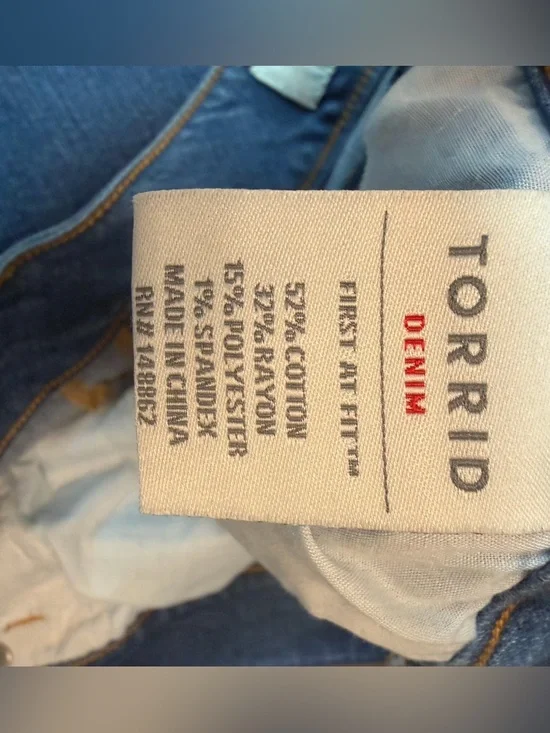 TORRID
DENIM
FIRST AT FIT™
52% COTTON
32% RAYON
15% POLYESTER
1% SPANDEX
MADE IN CHINA
RN# 148862